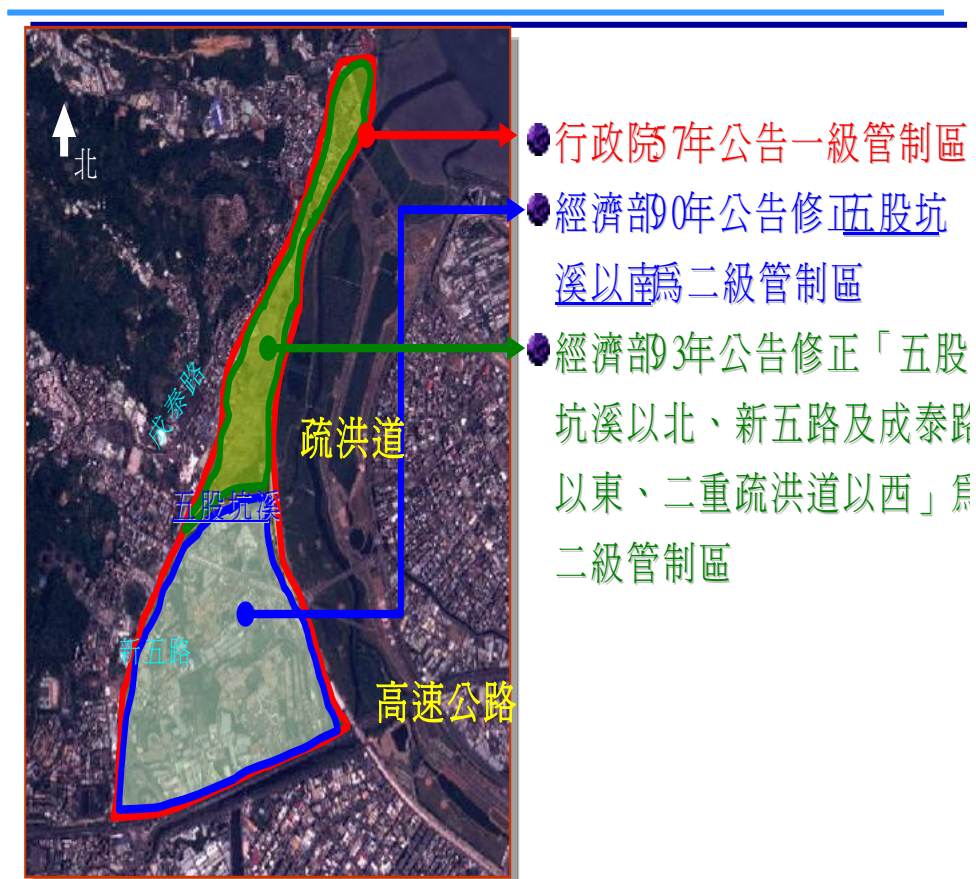 北
成泰路
疏洪道
五股坑溪
新五路
高速公路
行政院57年公告一級管制區
經濟部90年公告修正五股坑
溪以南為二級管制區
經濟部93年公告修正「五股
坑溪以北、新五路及成泰路
以東、二重疏洪道以西」為
二級管制區